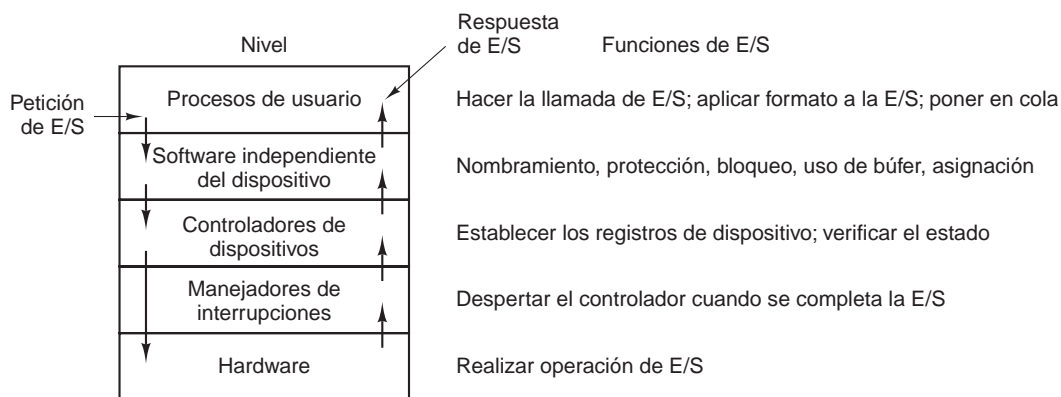 Nivel
Respuesta
de E/S
Funciones de E/S
Petición
de E/S
Procesos de usuario
Hacer la llamada de E/S; aplicar formato a la E/S; poner en cola
Software independiente
del dispositivo
Nombramiento, protección, bloqueo, uso de búfer, asignación
Controladores de
dispositivos
Establecer los registros de dispositivo; verificar el estado
Manejadores de
interrupciones
Despertar el controlador cuando se completa la E/S
Hardware
Realizar operación de E/S